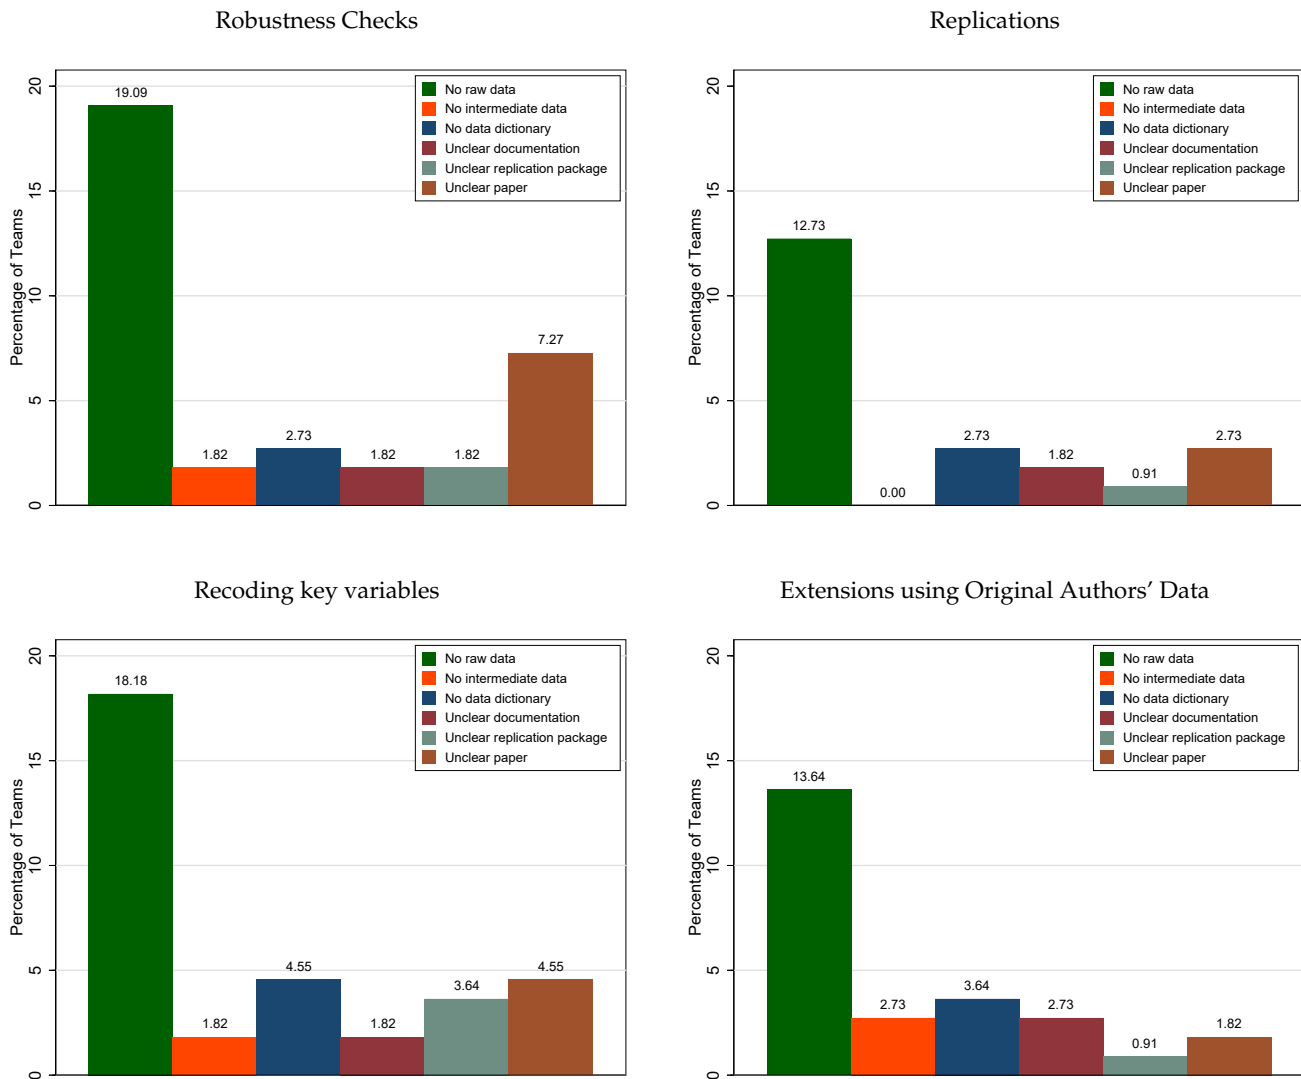 Robustness Checks
Percentage of Teams
20
15
10
5
0
19.09
1.82
2.73
1.82
1.82
7.27
No raw data
No intermediate data
No data dictionary
Unclear documentation
Unclear replication package
Unclear paper
Replications
Percentage of Teams
20
15
10
5
0
12.73
0.00
2.73
1.82
0.91
2.73
No raw data
No intermediate data
No data dictionary
Unclear documentation
Unclear replication package
Unclear paper
Recoding key variables
Percentage of Teams
20
15
10
5
0
18.18
1.82
4.55
1.82
3.64
4.55
No raw data
No intermediate data
No data dictionary
Unclear documentation
Unclear replication package
Unclear paper
Extensions using Original Authors’ Data
Percentage of Teams
20
15
10
5
0
13.64
2.73
3.64
2.73
0.91
1.82
No raw data
No intermediate data
No data dictionary
Unclear documentation
Unclear replication package
Unclear paper